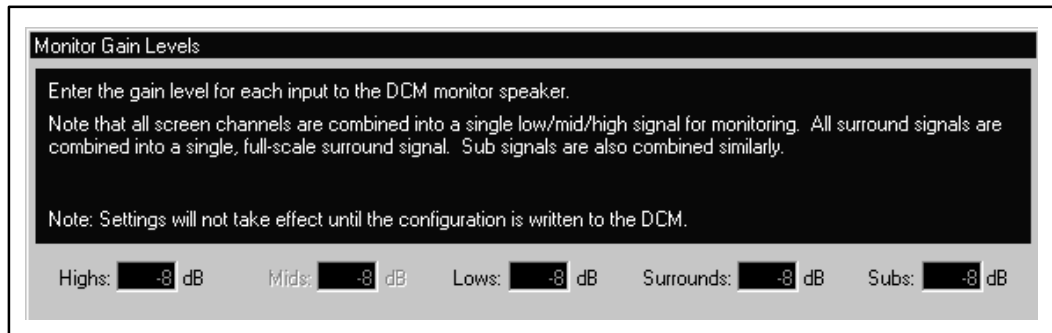 Monitor Gain Levels
Enter the gain level for each input to the DCM monitor speaker.
Note that all screen channels are combined into a single low/mid/high signal for monitoring.  All surround signals are
combined into a single, full-scale surround signal.  Sub signals are also combined similarly.
Note: Settings will not take effect until the configuration is written to the DCM.
Highs: -8 dB Mids: -8 dB Lows: -8 dB Surrounds: -8 dB Subs: -8 dB